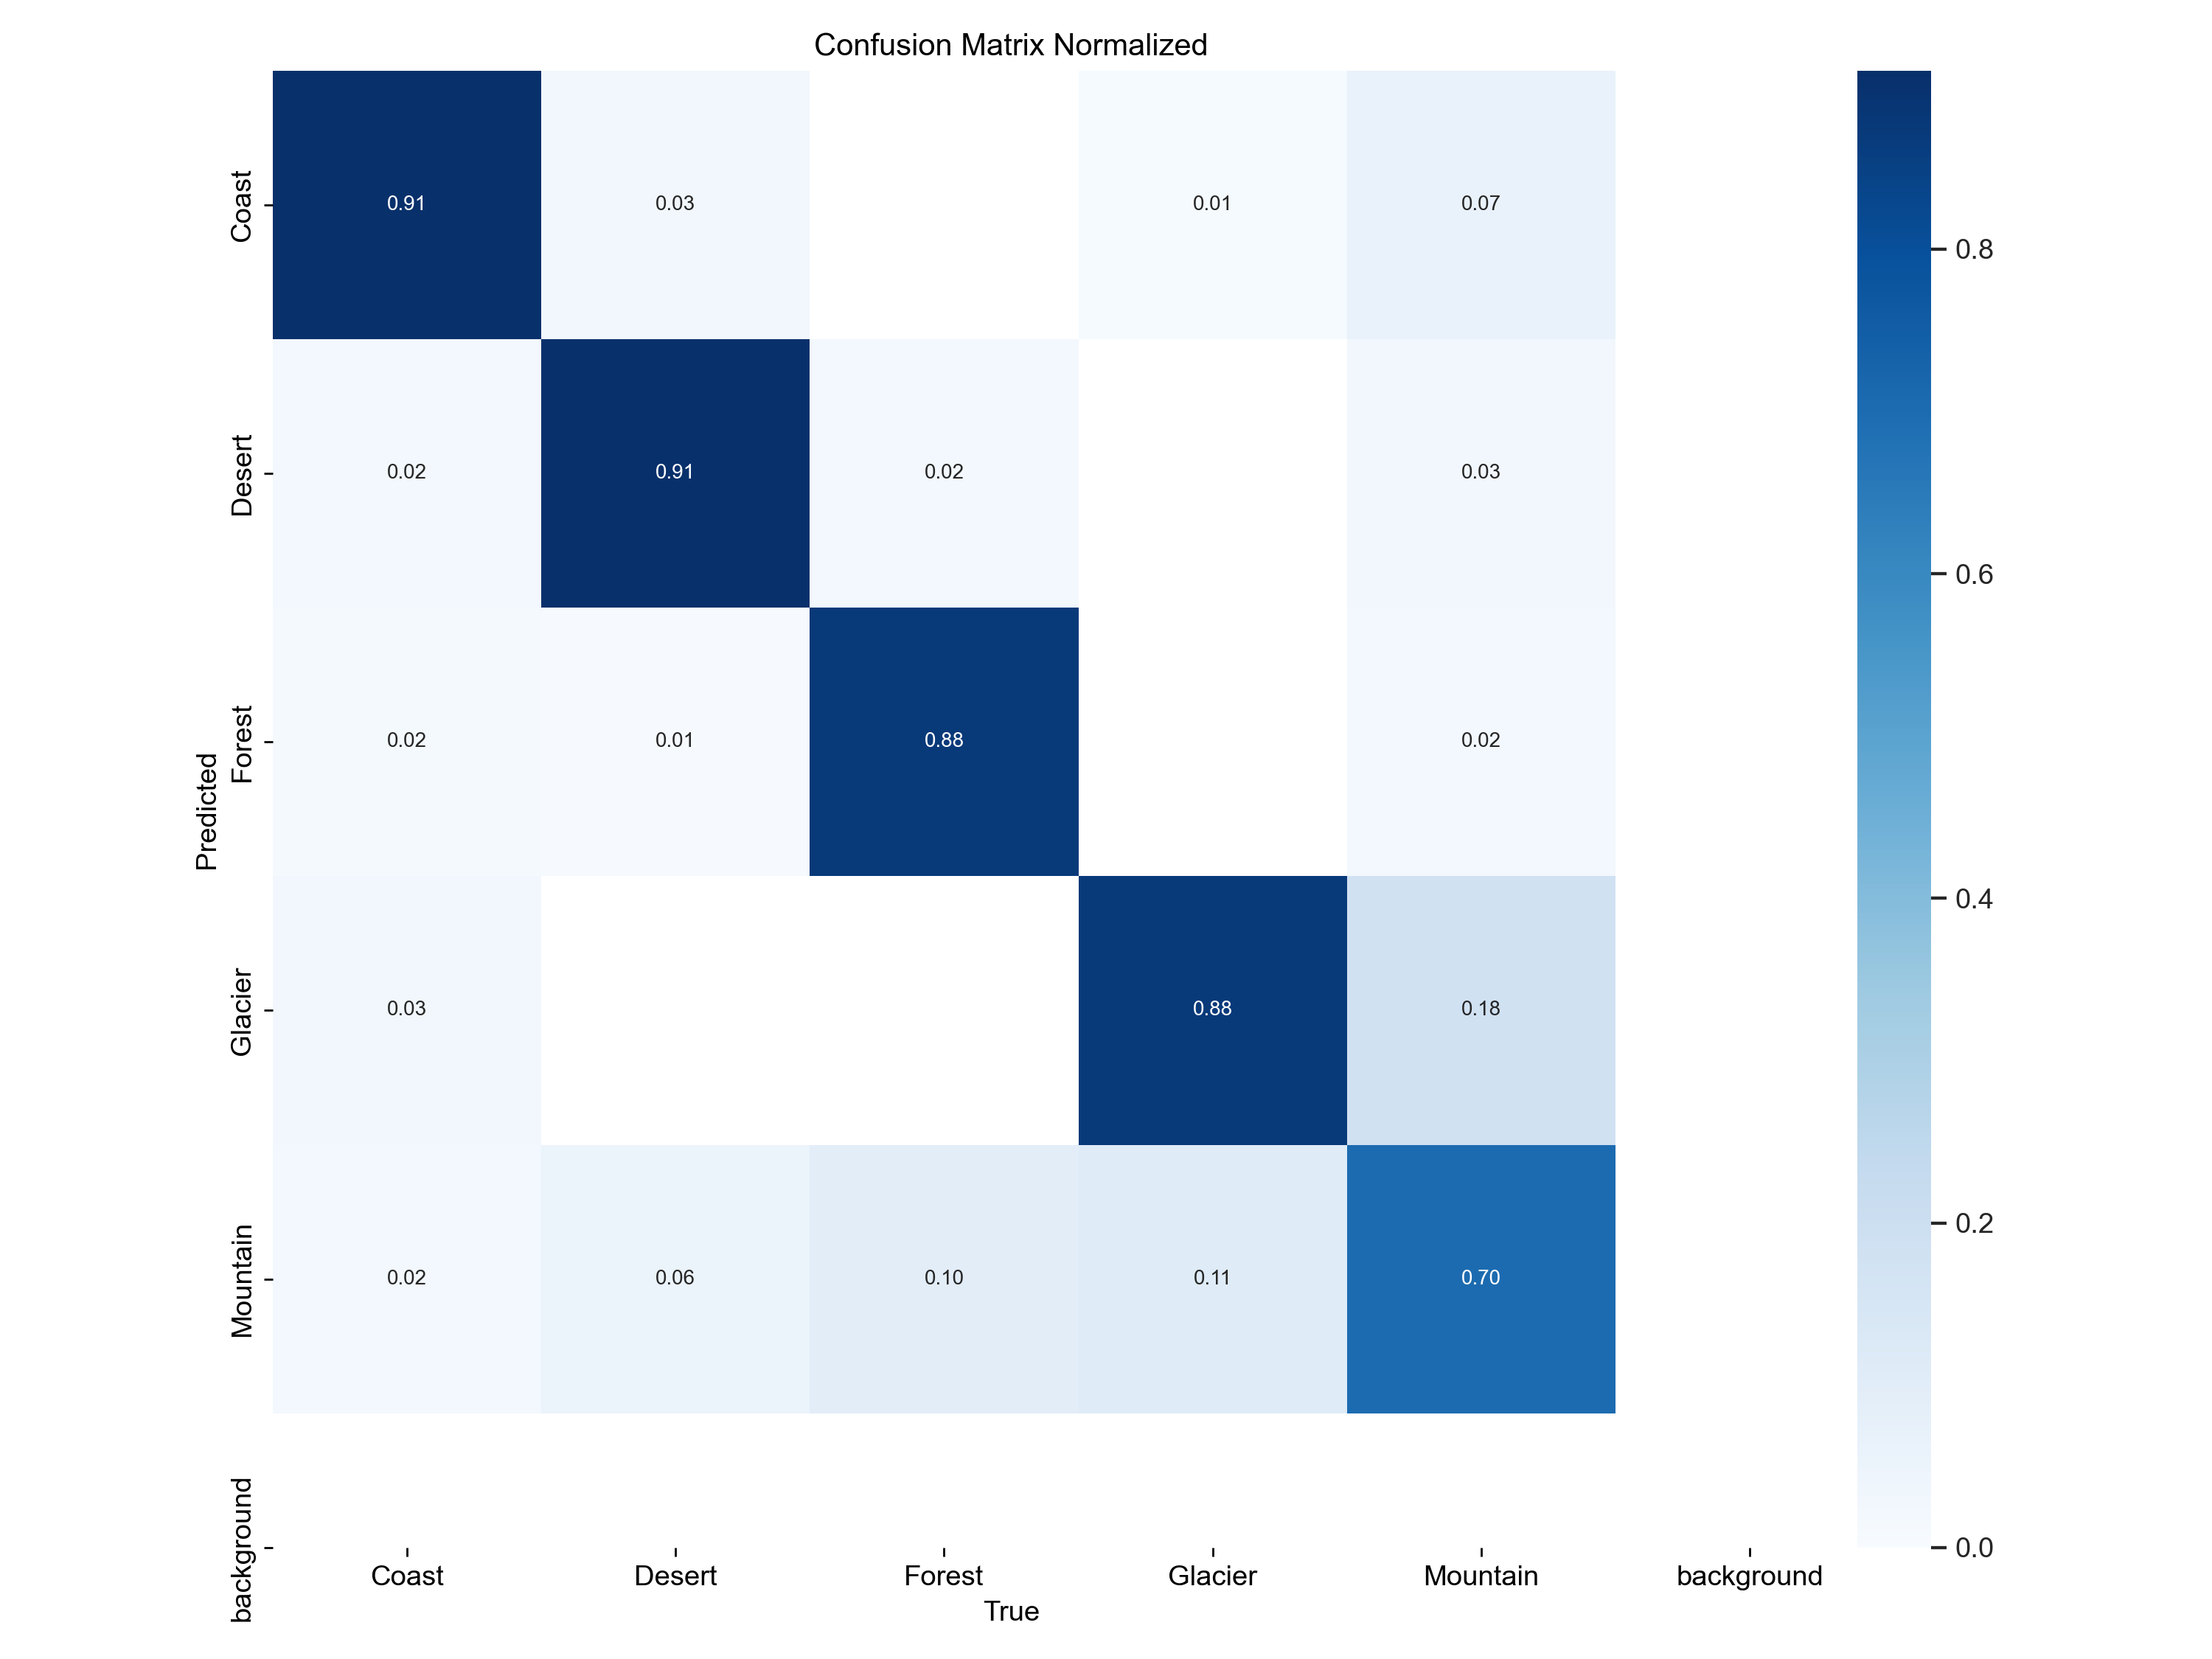 Confusion Matrix Normalized
Predicted
Coast
0.91
0.03
0.01
0.07
Desert
0.02
0.91
0.02
0.03
Forest
0.02
0.01
0.88
0.02
Glacier
0.03
0.88
0.18
Mountain
0.02
0.06
0.10
0.11
0.70
background
Coast
Desert
Forest
Glacier
Mountain
background
True
0.8
0.6
0.4
0.2
0.0